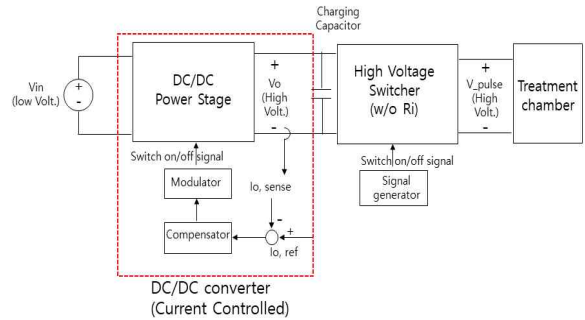 Charging
Capacitor
Vin
(low Volt.)
+
-
DC/DC
Power Stage
+
Vo
(High
Volt.)
-
High Voltage
Switcher
(w/o Ri)
+
V_pulse
(High
Volt.)
-
Treatment
chamber
Switch on/off signal
Modulator
Io, sense
Switch on/off signal
Signal
generator
Compensator
-
+
Io, ref
DC/DC converter
(Current Controlled)